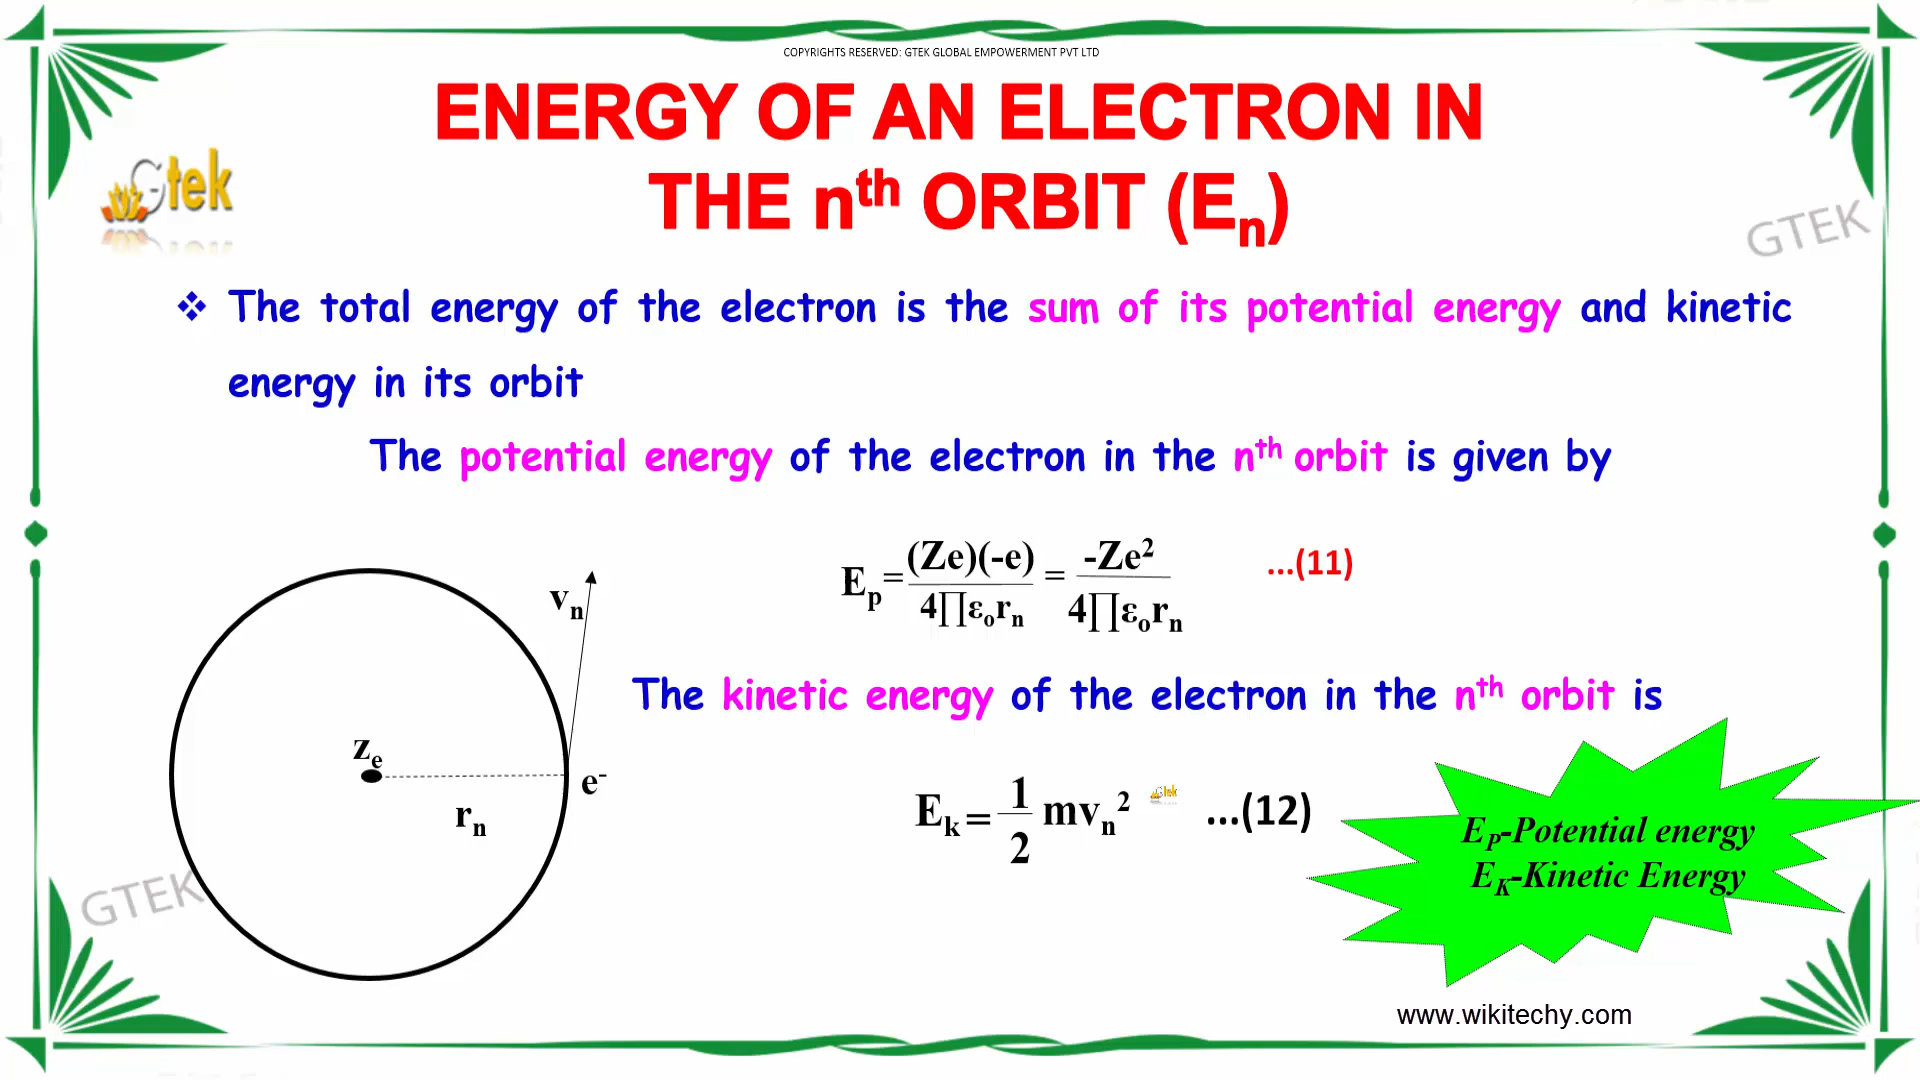 COPYRIGHTS RESERVED: GTEK GLOBAL EMPOWERMENT PVT LTD
ENERGY OF AN ELECTRON IN
THE nth ORBIT (En)
Gtek
GTEK
❖ The total energy of the electron is the sum of its potential energy and kinetic
energy in its orbit
The potential energy of the electron in the nth orbit is given by
Ep = (Ze)(-e) / 4∏εorn = -Ze² / 4∏εorn ...(11)
vn
The kinetic energy of the electron in the nth orbit is
ze
e-
rn
Ek = 1/2 mvn² Gtek ...(12)
EP-Potential energy
EK-Kinetic Energy
GTEK
www.wikitechy.com